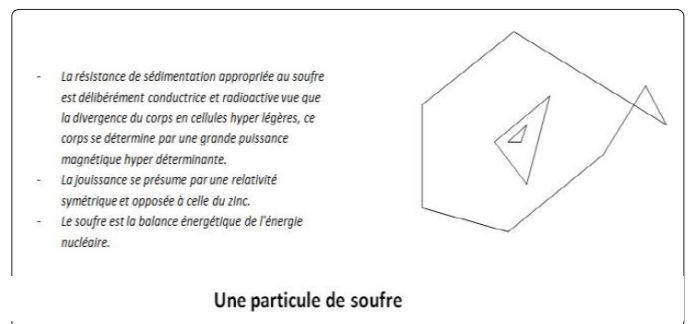 - La résistance de sédimentation appropriée au soufre
est délibérément conductrice et radioactive vue que
la divergence du corps en cellules hyper légères, ce
corps se détermine par une grande puissance
magnétique hyper déterminante.
- La jouissance se présume par une relativité
symétrique et opposée à celle du zinc.
- Le soufre est la balance énergétique de l'énergie
nucléaire.
Une particule de soufre